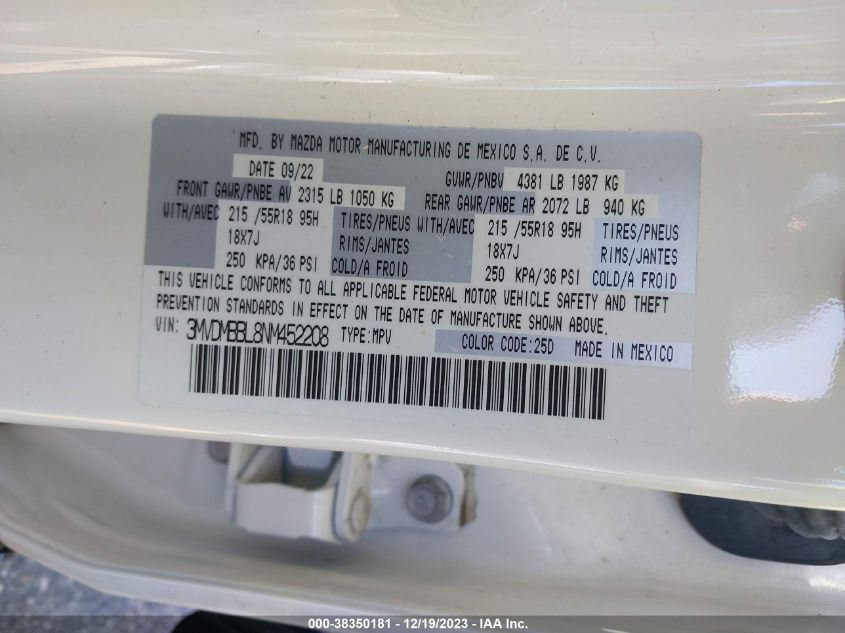 MFD. BY MAZDA MOTOR MANUFACTURING DE MEXICO S.A. DE C.V.
DATE 09/22 GVWR/PNBV 4381 LB 1987 KG
FRONT GAWR/PNBE AV 2315 LB 1050 KG REAR GAWR/PNBE AR 2072 LB 940 KG
WITH/AVEC 215 /55R18 95H TIRES/PNEUS WITH/AVEC 215 /55R18 95H TIRES/PNEUS
18X7J RIMS/JANTES 18X7J RIMS/JANTES
250 KPA/36 PSI COLD/A FROID 250 KPA/36 PSI COLD/A FROID
THIS VEHICLE CONFORMS TO ALL APPLICABLE FEDERAL MOTOR VEHICLE SAFETY AND THEFT
PREVENTION STANDARDS IN EFFECT ON THE DATE OF MANUFACTURE SHOWN ABOVE.
VIN: 3MVDMBBL8NM452208 TYPE:MPV COLOR CODE:25D MADE IN MEXICO
000-38350181 - 12/19/2023 - IAA Inc.